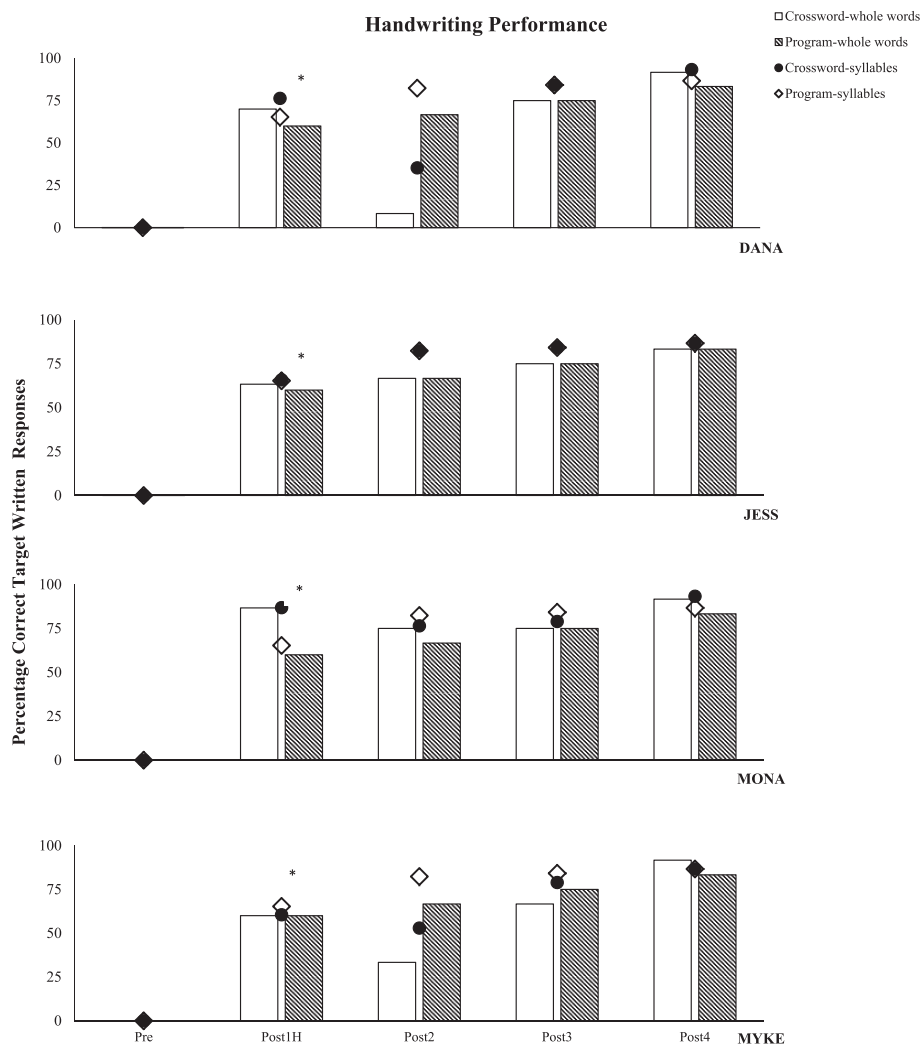 Handwriting Performance
Crossword-whole words
Program-whole words
Crossword-syllables
Program-syllables
Percentage Correct Target Written Responses
100
75
50
25
0
*
DANA
100
75
50
25
0
*
JESS
100
75
50
25
0
*
MONA
100
75
50
25
0
*
Pre Post1H Post2 Post3 Post4 MYKE